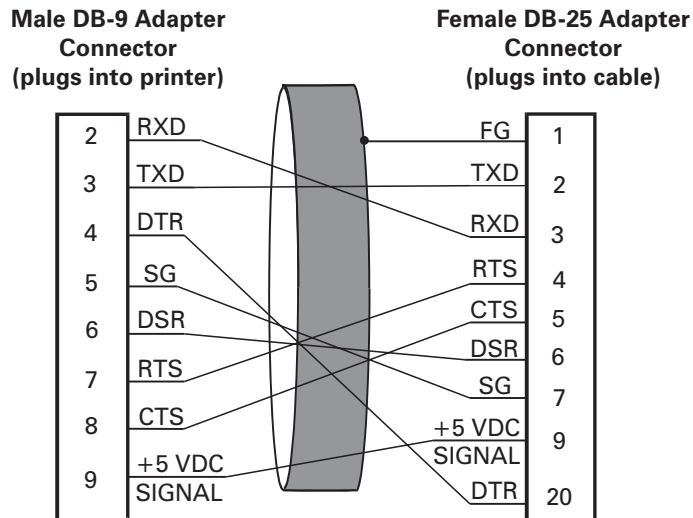 Male DB-9 Adapter
Connector
(plugs into printer)
Female DB-25 Adapter
Connector
(plugs into cable)
2 RXD
3 TXD
4 DTR
5 SG
6 DSR
7 RTS
8 CTS
9 +5 VDC
SIGNAL
FG 1
TXD 2
RXD 3
RTS 4
CTS 5
DSR 6
SG 7
+5 VDC 9
SIGNAL
DTR 20